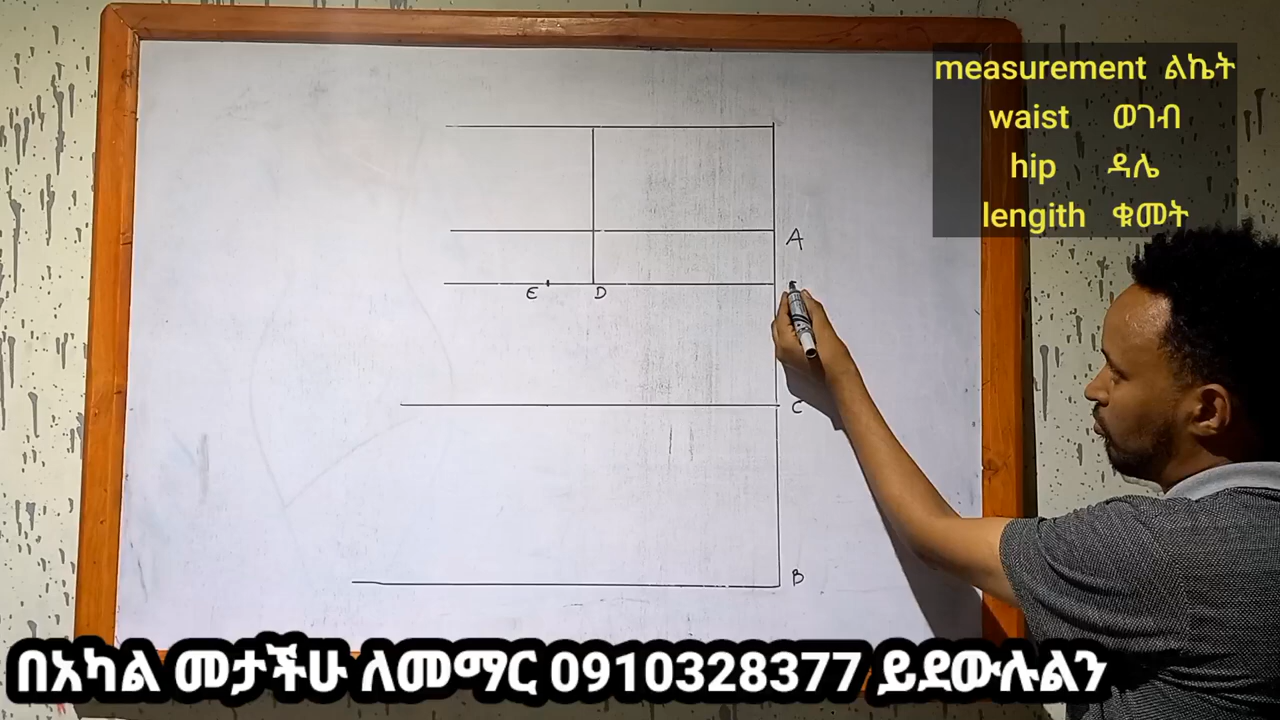 measurement ልኬት
waist ወገብ
hip ዳሌ
lengith ቁመት
A
E D
C
B
በአካል መታችሁ ለመማር 0910328377 ይደውሉልን